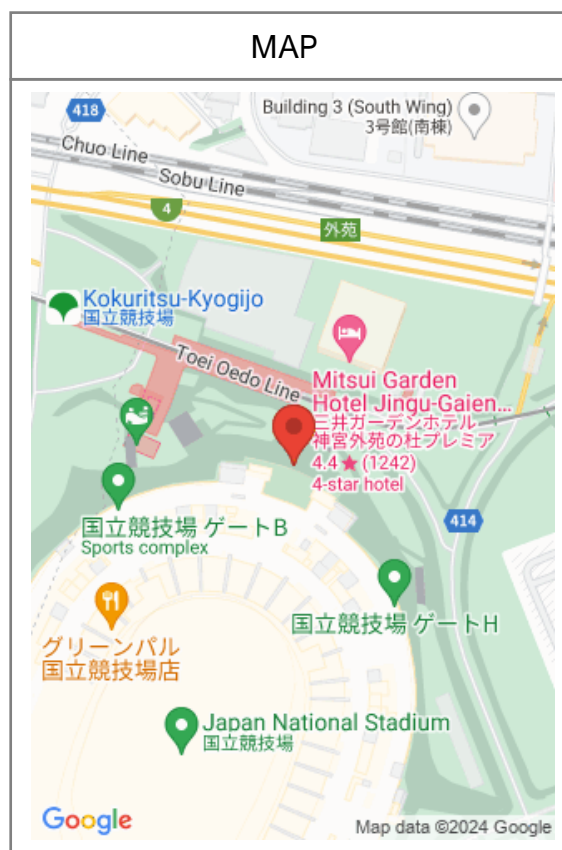 MAP
418
Building 3 (South Wing)
3号館(南棟)
Chuo Line
Sobu Line
4
外苑
Kokuritsu-Kyogijo
国立競技場
Toei Oedo Line
Mitsui Garden
Hotel Jingu-Gaien...
三井ガーデンホテル
神宮外苑の杜プレミア
4.4★(1242)
4-star hotel
国立競技場 ゲートB
Sports complex
414
国立競技場 ゲートH
グリーンパル
国立競技場店
Japan National Stadium
国立競技場
Google
Map data ©2024 Google